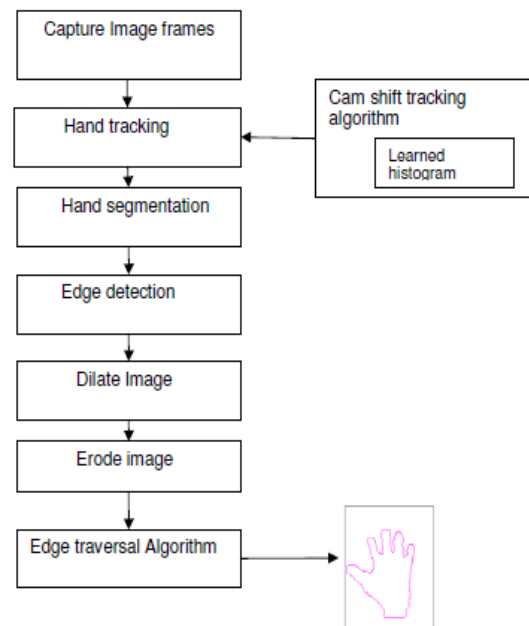 Capture Image frames
Hand tracking
Cam shift tracking
algorithm
Learned
histogram
Hand segmentation
Edge detection
Dilate Image
Erode image
Edge traversal Algorithm